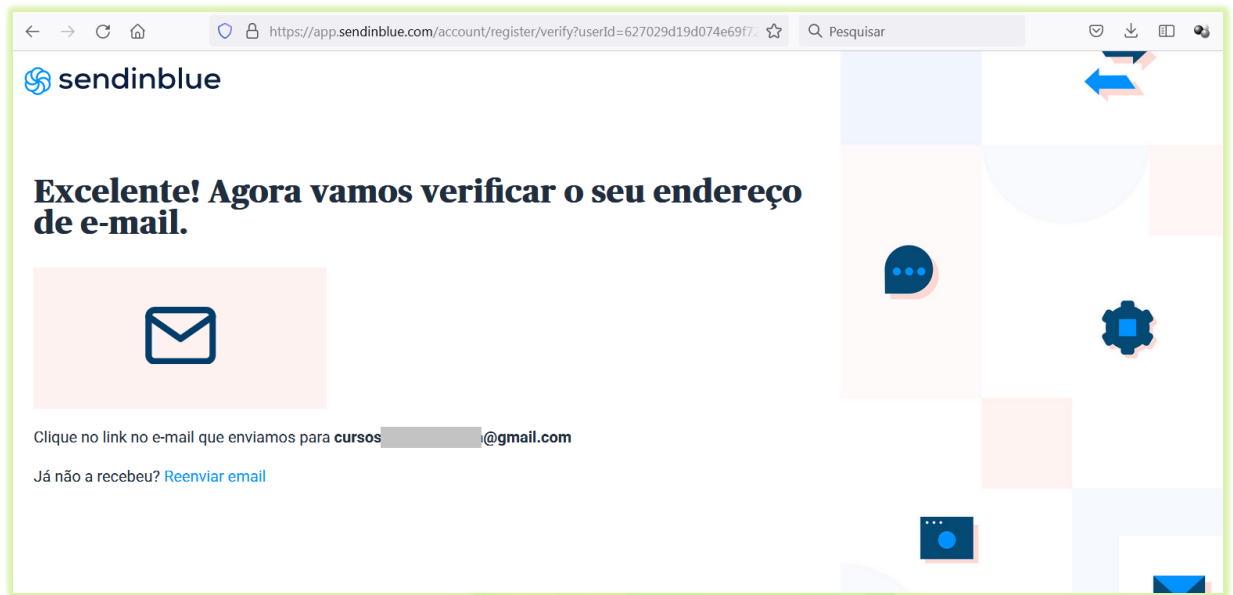 https://app.sendinblue.com/account/register/verify?userId=627029d19d074e69f7
Pesquisar
sendinblue
Excelente! Agora vamos verificar o seu endereço
de e-mail.
Clique no link no e-mail que enviamos para cursos @gmail.com
Já não a recebeu? Reenviar email